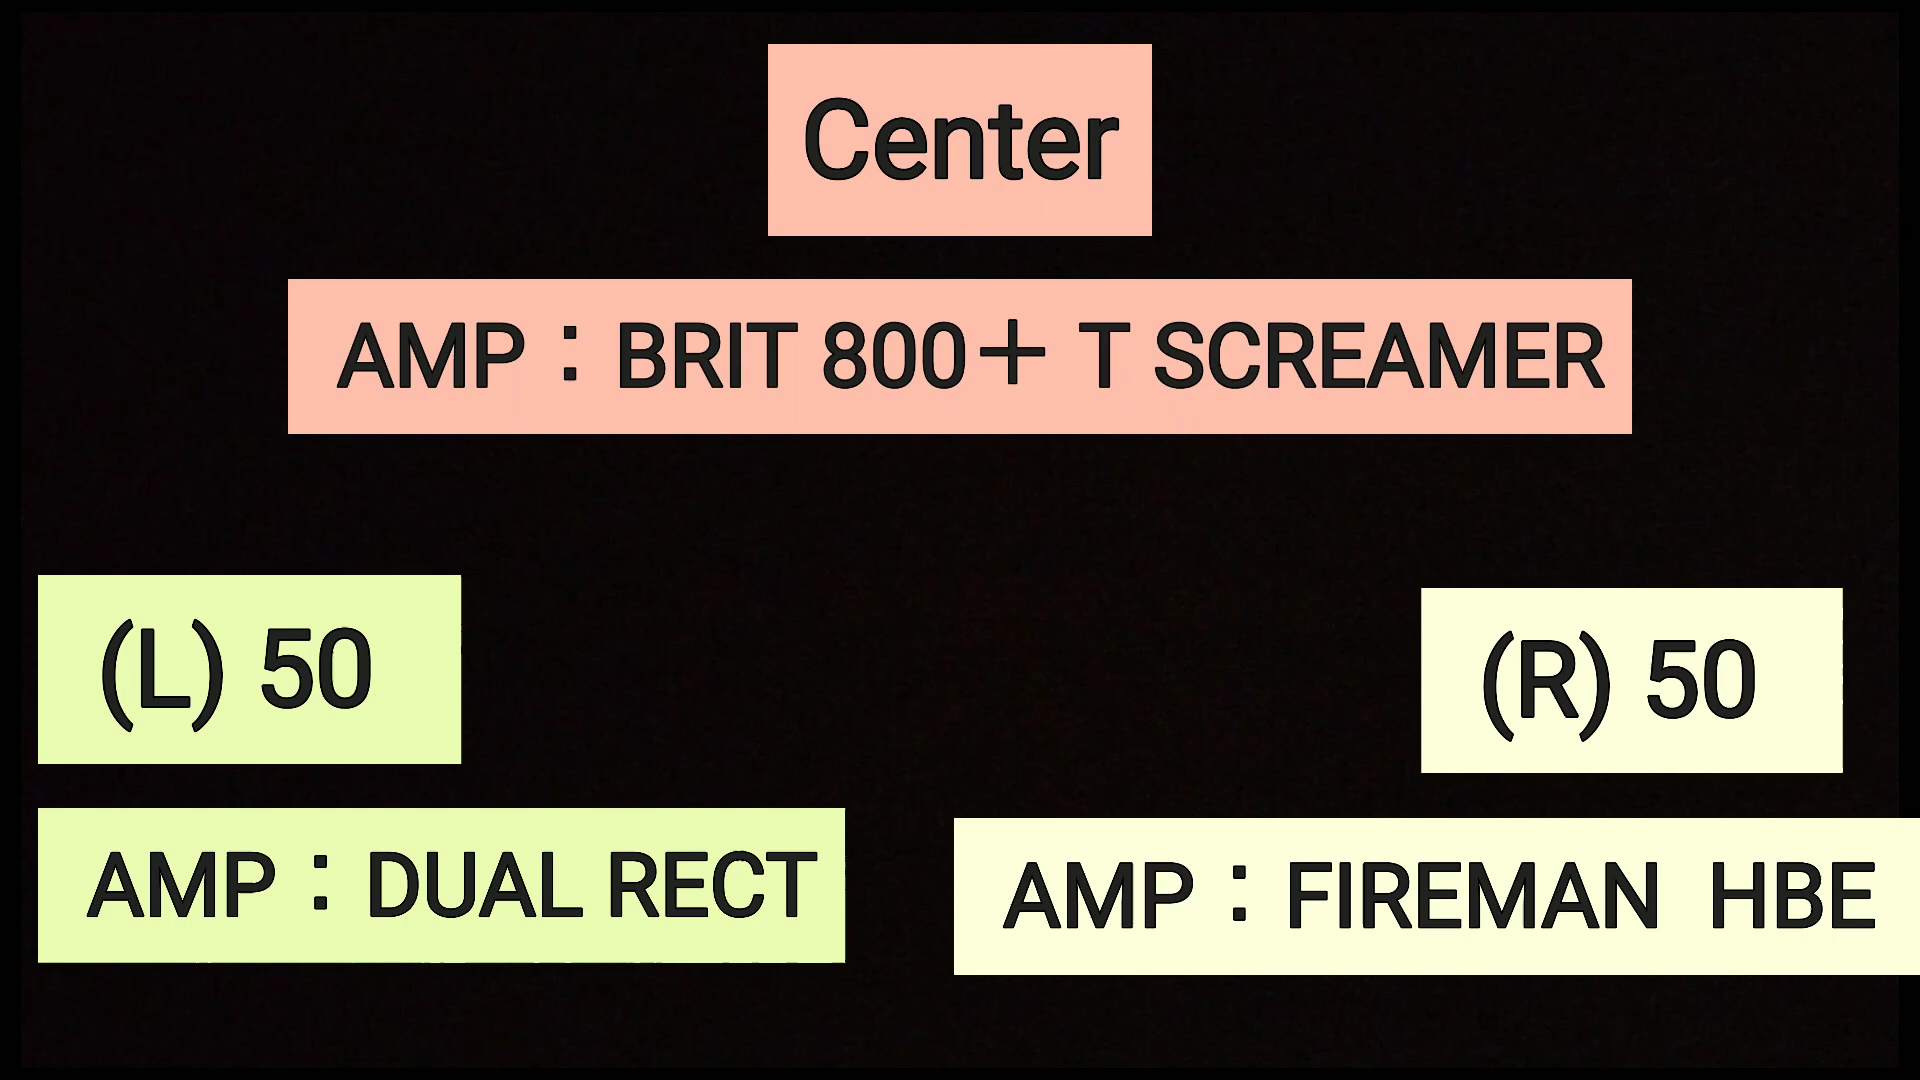 Center
AMP：BRIT 800＋ T SCREAMER
(L) 50
(R) 50
AMP：DUAL RECT
AMP：FIREMAN HBE